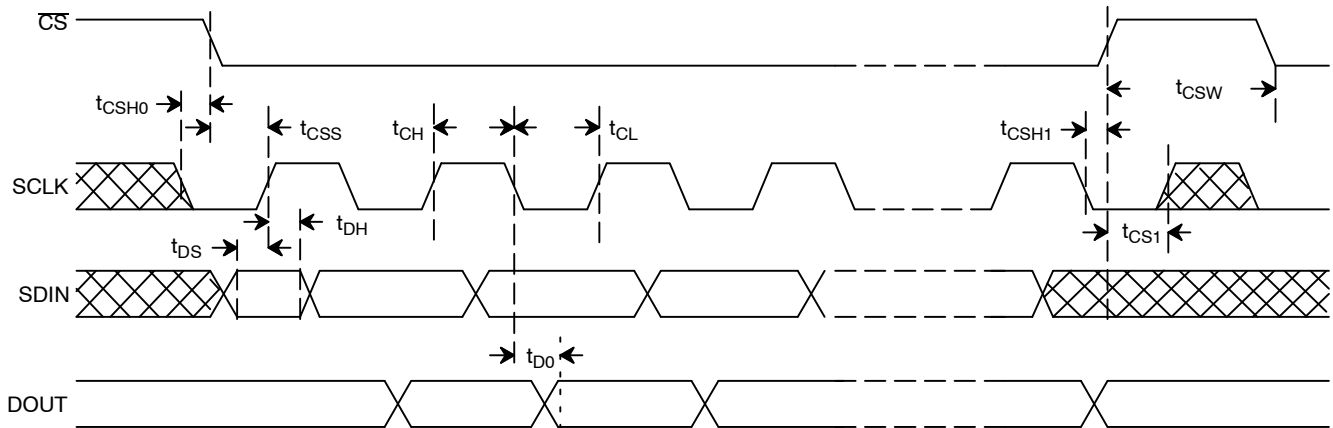 CS
tCSW
tCSH0
tCSS
tCH
tCL
tCSH1
SCLK
tDH
tDS
tCS1
SDIN
tD0
DOUT